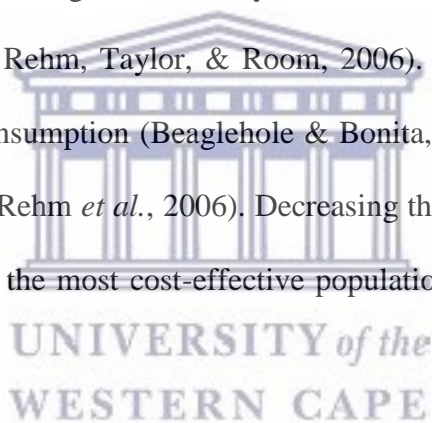 Rehm, Taylor, & Room, 2006).
nsumption (Beaglehole & Bonita,
Rehm et al., 2006). Decreasing th
the most cost-effective populatio
UNIVERSITY of the
WESTERN CAPE